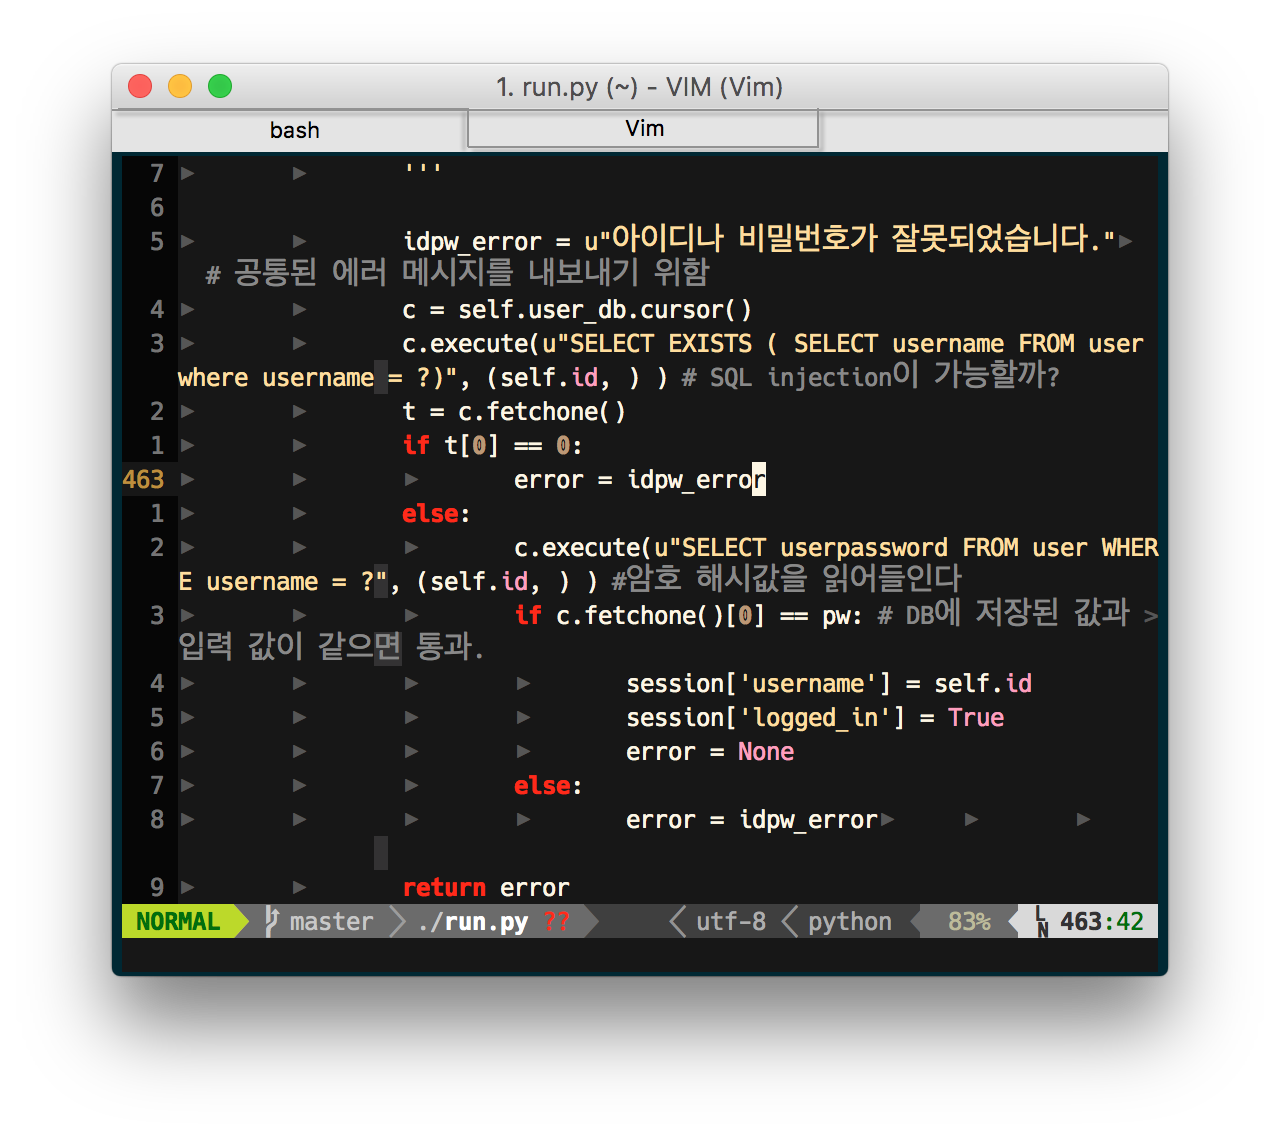 1. run.py (~) - VIM (Vim)
bash Vim
7 ▸ ▸ '''
6
5 ▸ ▸ idpw_error = u"아이디나 비밀번호가 잘못되었습니다."▸
# 공통된 에러 메시지를 내보내기 위함
4 ▸ ▸ c = self.user_db.cursor()
3 ▸ ▸ c.execute(u"SELECT EXISTS ( SELECT username FROM user
where username = ?)", (self.id, ) ) # SQL injection이 가능할까?
2 ▸ ▸ t = c.fetchone()
1 ▸ ▸ if t[0] == 0:
463 ▸ ▸ ▸ error = idpw_error
1 ▸ ▸ else:
2 ▸ ▸ ▸ c.execute(u"SELECT userpassword FROM user WHER
E username = ?", (self.id, ) ) #암호 해시값을 읽어들인다
3 ▸ ▸ ▸ if c.fetchone()[0] == pw: # DB에 저장된 값과 >
입력 값이 같으면 통과.
4 ▸ ▸ ▸ ▸ session['username'] = self.id
5 ▸ ▸ ▸ ▸ session['logged_in'] = True
6 ▸ ▸ ▸ ▸ error = None
7 ▸ ▸ ▸ else:
8 ▸ ▸ ▸ ▸ error = idpw_error▸ ▸ ▸
9 ▸ ▸ return error
NORMAL master ./run.py ?? utf-8 python 83% LN 463:42